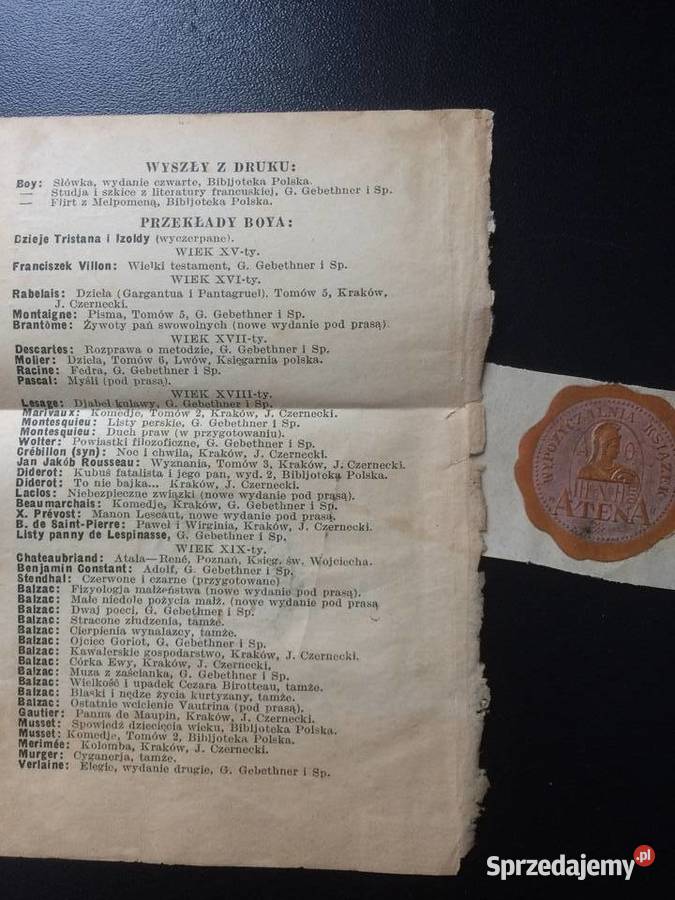 WYSZŁY Z DRUKU:
Boy: Słówka, wydanie czwarte, Bibljoteka Polska.
— Studja i szkice z literatury francuskiej, G. Gebethner i Sp.
— Flirt z Melpomeną, Bibljoteka Polska.
PRZEKŁADY BOYA:
Dzieje Tristana i Izoldy (wyczerpane).
WIEK XV-ty.
Franciszek Villon: Wielki testament, G. Gebethner i Sp.
WIEK XVI-ty.
Rabelais: Dzieła (Gargantua i Pantagruel). Tomów 5, Kraków,
J. Czernecki.
Montaigne: Pisma, Tomów 5, G. Gebethner i Sp.
Brantôme: Żywoty pań swowolnych (nowe wydanie pod prasą).
WIEK XVII-ty.
Descartes: Rozprawa o metodzie, G. Gebethner i Sp.
Molier: Dzieła, Tomów 6, Lwów, Księgarnia polska.
Racine: Fedra, G. Gebethner i Sp.
Pascal: Myśli (pod prasą).
WIEK XVIII-ty.
Lesage: Djabeł kulawy, G. Gebethner i Sp.
Marivaux: Komedje, Tomów 2, Kraków, J. Czernecki.
Montesquieu: Listy perskie, G. Gebethner i Sp.
Montesquieu: Duch praw (w przygotowaniu).
Wolter: Powiastki filozoficzne, G. Gebethner i Sp.
Crébillon (syn): Noc i chwila, Kraków, J. Czernecki.
Jan Jakób Rousseau: Wyznania, Tomów 3, Kraków, J. Czernecki.
Diderot: Kubuś fatalista i jego pan, wyd. 2, Bibljoteka Polska.
Diderot: To nie bajka... Kraków, J. Czernecki.
Laclos: Niebezpieczne związki (nowe wydanie pod prasą).
Beaumarchais: Komedje, Kraków, G. Gebethner i Sp.
X. Prévost: Manon Lescaut, nowe wydanie pod prasą.
B. de Saint-Pierre: Paweł i Wirginia, Kraków, J. Czernecki.
Listy panny de Lespinasse, G. Gebethner i Sp.
WIEK XIX-ty.
Chateaubriand: Atala—René, Poznań, Księg. św. Wojciecha.
Benjamin Constant: Adolf, G. Gebethner i Sp.
Stendhal: Czerwone i czarne (przygotowane)
Balzac: Fizyologja małżeństwa (nowe wydanie pod prasą).
Balzac: Małe niedole pożycia małż. (nowe wydanie pod prasą
Balzac: Dwaj poeci, G. Gebethner i Sp.
Balzac: Stracone złudzenia, tamże.
Balzac: Cierpienia wynalazcy, tamże.
Balzac: Ojciec Goriot, G. Gebethner i Sp.
Balzac: Kawalerskie gospodarstwo, Kraków, J. Czernecki.
Balzac: Córka Ewy, Kraków, J. Czernecki,
Balzac: Muza z zaścianka, G. Gebethner i Sp.
Balzac: Wielkość i upadek Cezara Birotteau, tamże.
Balzac: Blaski i nędze życia kurtyzany, tamże.
Balzac: Ostatnie wcielenie Vautrina (pod prasą).
Gautier: Panna de Maupin, Kraków, J. Czernecki.
Musset: Spowiedź dziecięcia wieku, Bibljoteka Polska.
Musset: Komedje, Tomów 2, Bibljoteka Polska.
Merimée: Kolomba, Kraków, J. Czernecki.
Murger: Cyganerja, tamże.
Verlaine: Elegie, wydanie drugie, G. Gebethner i Sp.
WYPOŻYCZALNIA KSIĄŻEK
ATENA
Sprzedajemy.pl